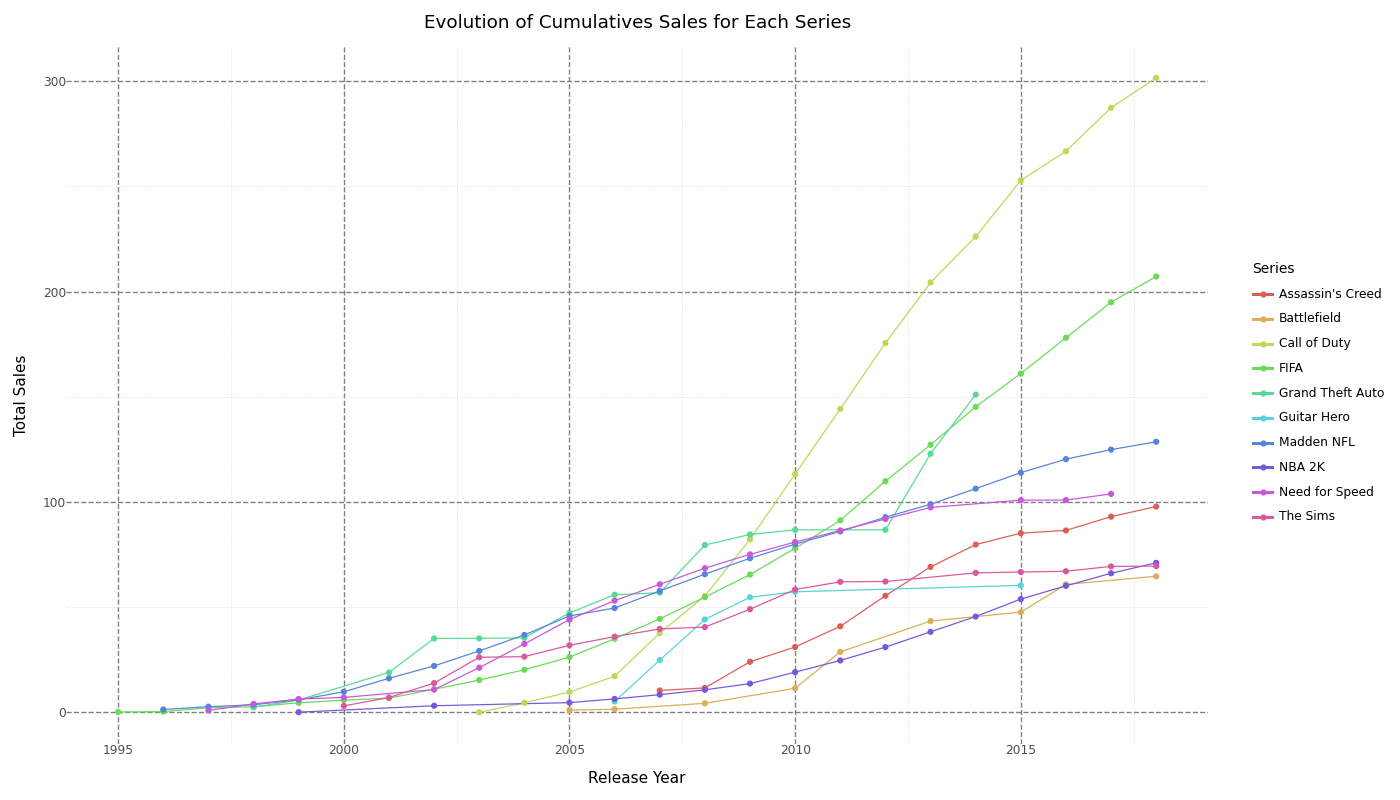 Evolution of Cumulatives Sales for Each Series
300
200
100
0
Total Sales
1995
2000
2005
2010
2015
Release Year
Series
Assassin's Creed
Battlefield
Call of Duty
FIFA
Grand Theft Auto
Guitar Hero
Madden NFL
NBA 2K
Need for Speed
The Sims